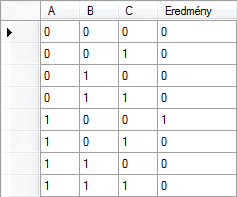 A B C Eredmény
0 0 0 0
0 0 1 0
0 1 0 0
0 1 1 0
1 0 0 1
1 0 1 0
1 1 0 0
1 1 1 0